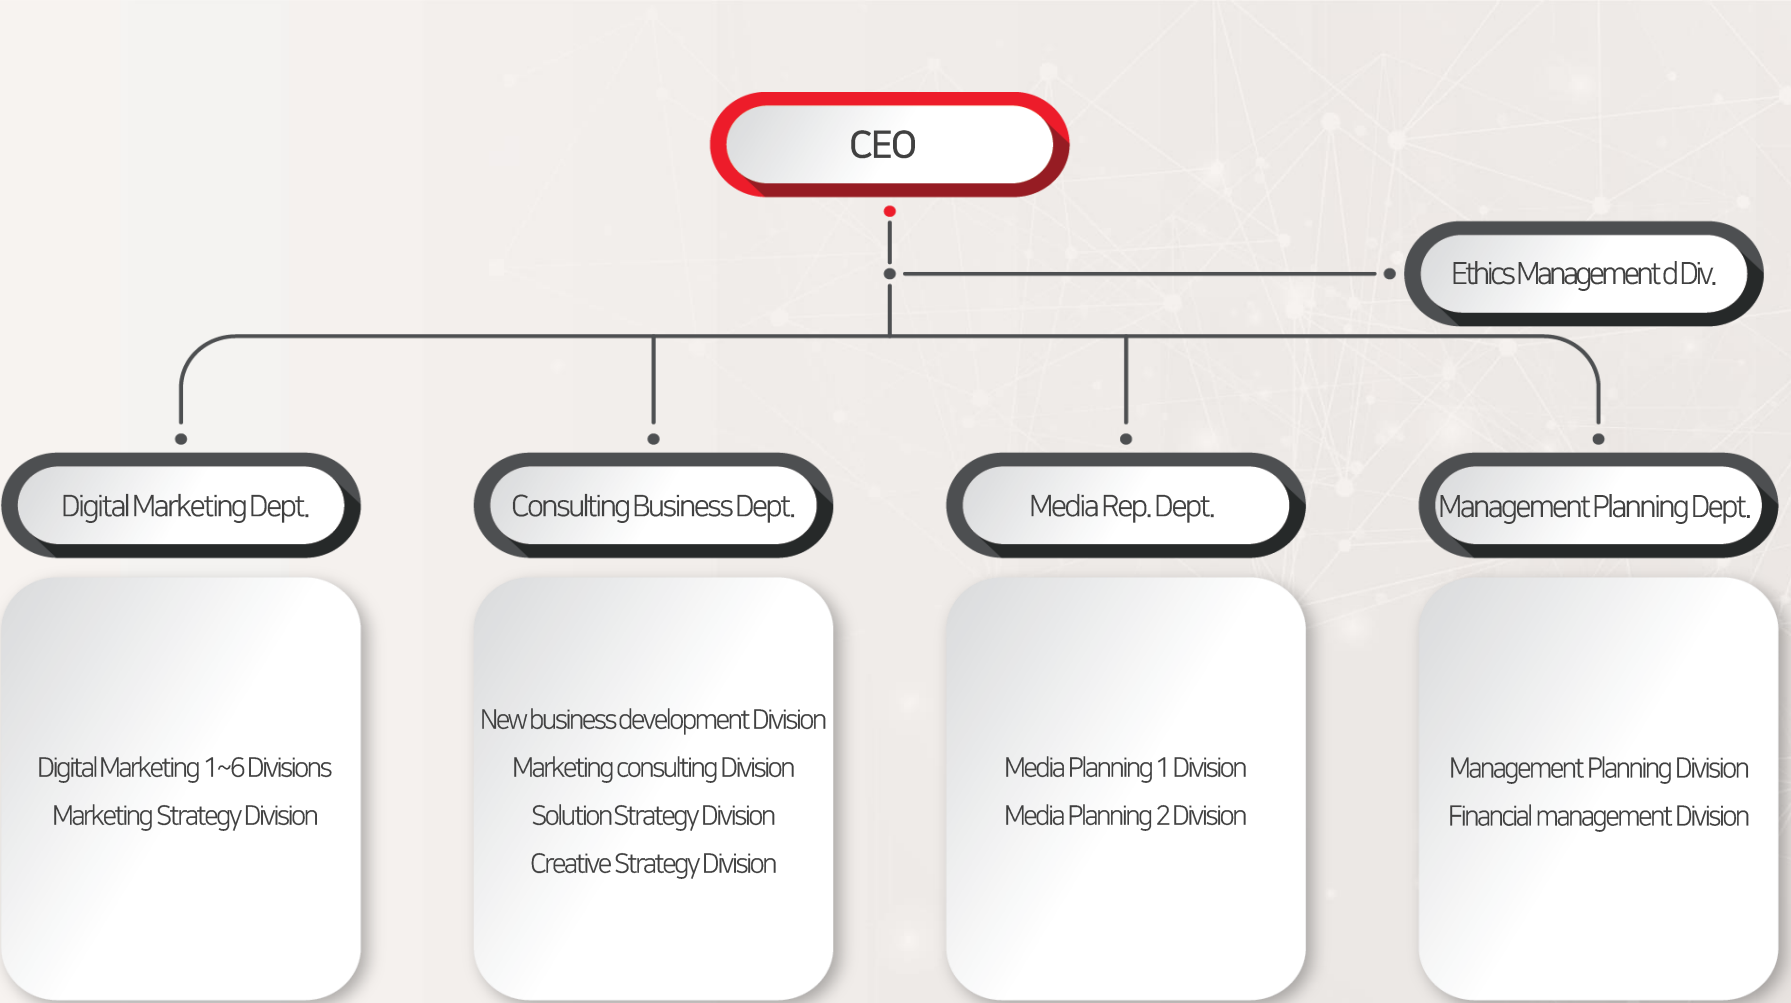 CEO
Ethics Management d Div.
Digital Marketing Dept.
Consulting Business Dept.
Media Rep. Dept.
Management Planning Dept.
Digital Marketing 1~6 Divisions
Marketing Strategy Division
New business development Division
Marketing consulting Division
Solution Strategy Division
Creative Strategy Division
Media Planning 1 Division
Media Planning 2 Division
Management Planning Division
Financial management Division